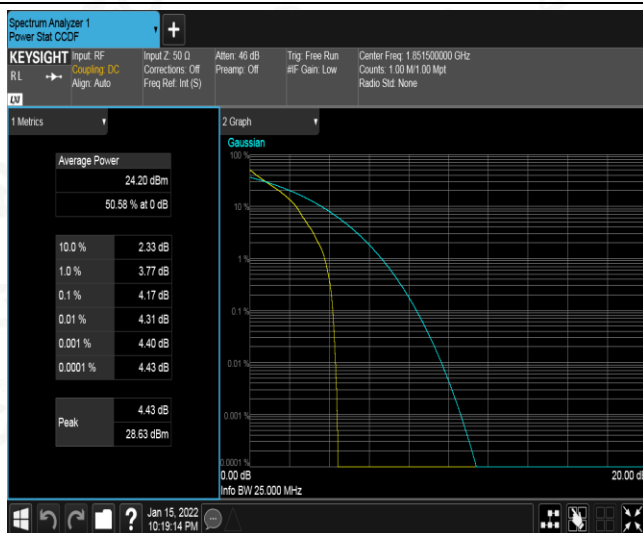 Spectrum Analyzer 1
Power Stat CCDF
+
KEYSIGHT
RL
LXI
Input: RF
Coupling: DC
Align: Auto
Input Z: 50 Ω
Corrections: Off
Freq Ref: Int (S)
Atten: 46 dB
Preamp: Off
Trig: Free Run
#IF Gain: Low
Center Freq: 1.851500000 GHz
Counts: 1.00 M/1.00 Mpt
Radio Std: None
1 Metrics
Average Power
24.20 dBm
50.58 % at 0 dB
10.0 % 2.33 dB
1.0 % 3.77 dB
0.1 % 4.17 dB
0.01 % 4.31 dB
0.001 % 4.40 dB
0.0001 % 4.43 dB
Peak
4.43 dB
28.63 dBm
2 Graph
Gaussian
100 %
10 %
1 %
0.1 %
0.01 %
0.001 %
0.0001 %
0.00 dB
20.00 dB
Info BW 25.000 MHz
?
Jan 15, 2022
10:19:14 PM